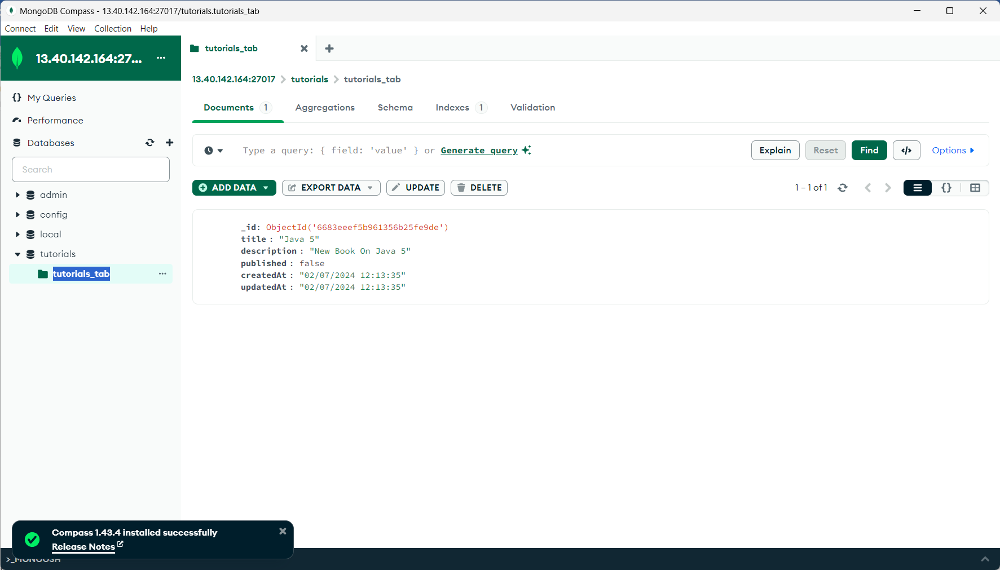 MongoDB Compass - 13.40.142.164:27017/tutorials.tutorials_tab
Connect Edit View Collection Help
13.40.142.164:27...
tutorials_tab
13.40.142.164:27017 > tutorials > tutorials_tab
My Queries
Performance
Databases
Search
admin
config
local
tutorials
tutorials_tab
Documents 1 Aggregations Schema Indexes 1 Validation
Type a query: { field: 'value' } or Generate query
Explain Reset Find </> Options
ADD DATA EXPORT DATA UPDATE DELETE
1 – 1 of 1
_id: ObjectId('6683eeef5b961356b25fe9de')
title : "Java 5"
description : "New Book On Java 5"
published : false
createdAt : "02/07/2024 12:13:35"
updatedAt : "02/07/2024 12:13:35"
Compass 1.43.4 installed successfully
Release Notes
>_MONGOSH